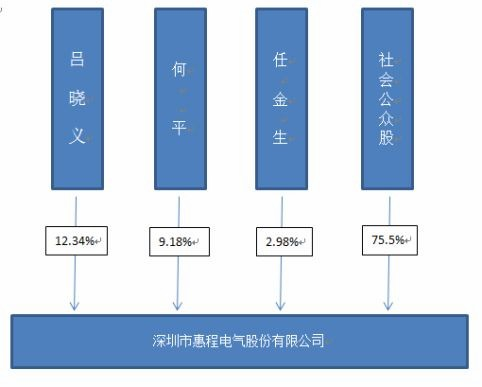 吕晓义
何平
任金生
社会公众股
12.34%
9.18%
2.98%
75.5%
深圳市惠程电气股份有限公司